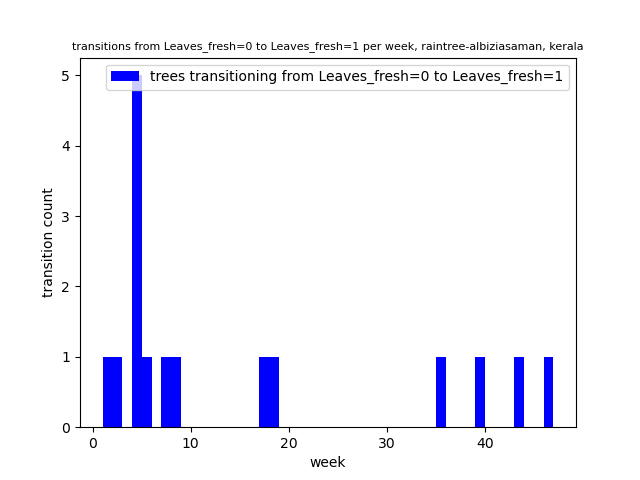 transitions from Leaves_fresh=0 to Leaves_fresh=1 per week, raintree-albiziasaman, kerala
trees transitioning from Leaves_fresh=0 to Leaves_fresh=1
transition count
5
4
3
2
1
0
0 10 20 30 40
week